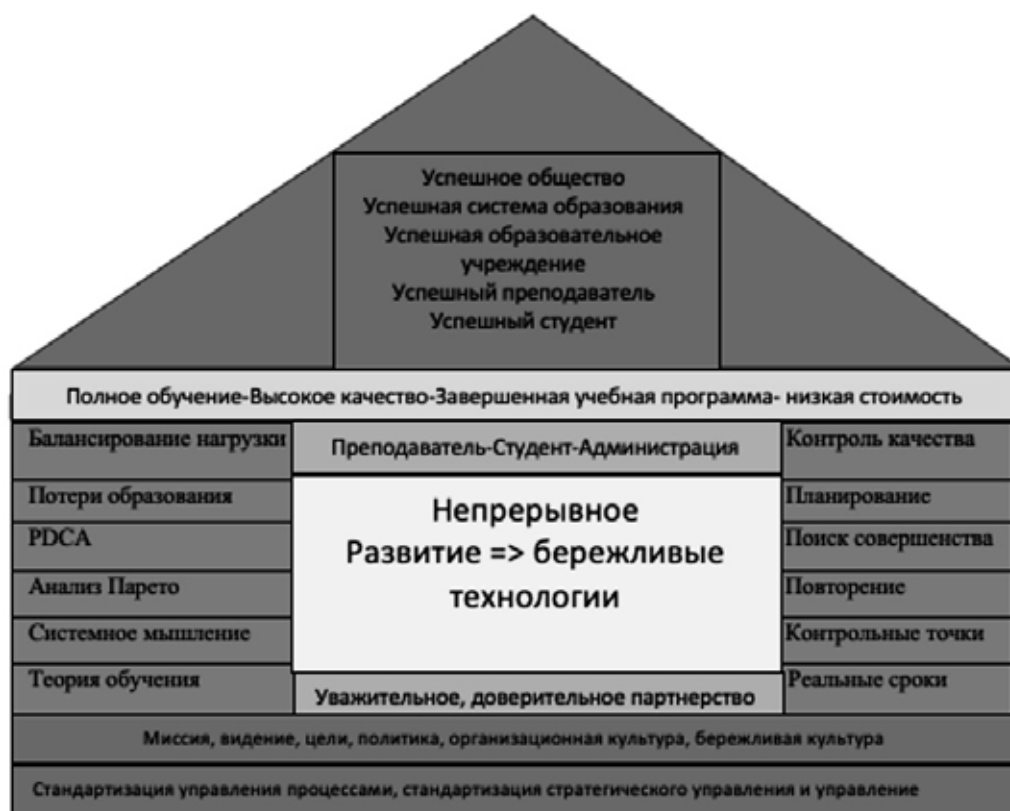 Успешное общество
Успешная система образования
Успешная образовательное
учреждение
Успешный преподаватель
Успешный студент
Полное обучение-Высокое качество-Завершенная учебная программа- низкая стоимость
Балансирование нагрузки
Потери образования
PDCA
Анализ Парето
Системное мышление
Теория обучения
Преподаватель-Студент-Администрация
Непрерывное
Развитие => бережливые
технологии
Уважительное, доверительное партнерство
Контроль качества
Планирование
Поиск совершенства
Повторение
Контрольные точки
Реальные сроки
Миссия, видение, цели, политика, организационная культура, бережливая культура
Стандартизация управления процессами, стандартизация стратегического управления и управление